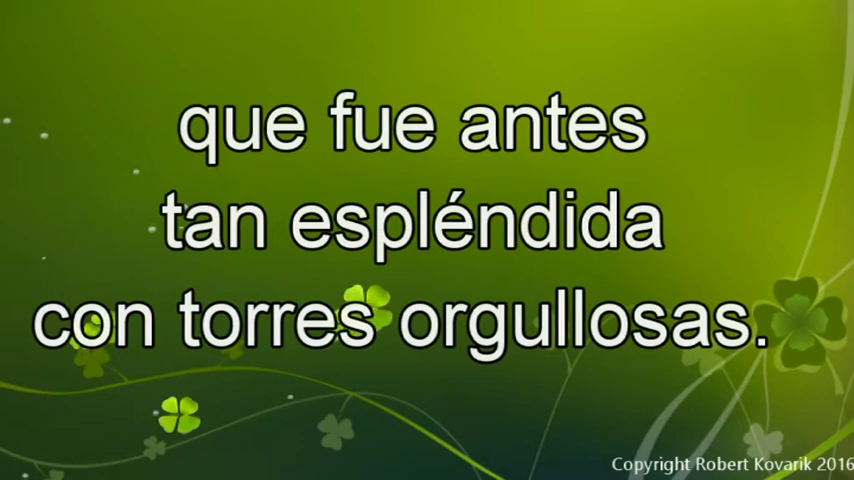 que fue antes
tan espléndida
con torres orgullosas.
Copyright Robert Kovarik 2016